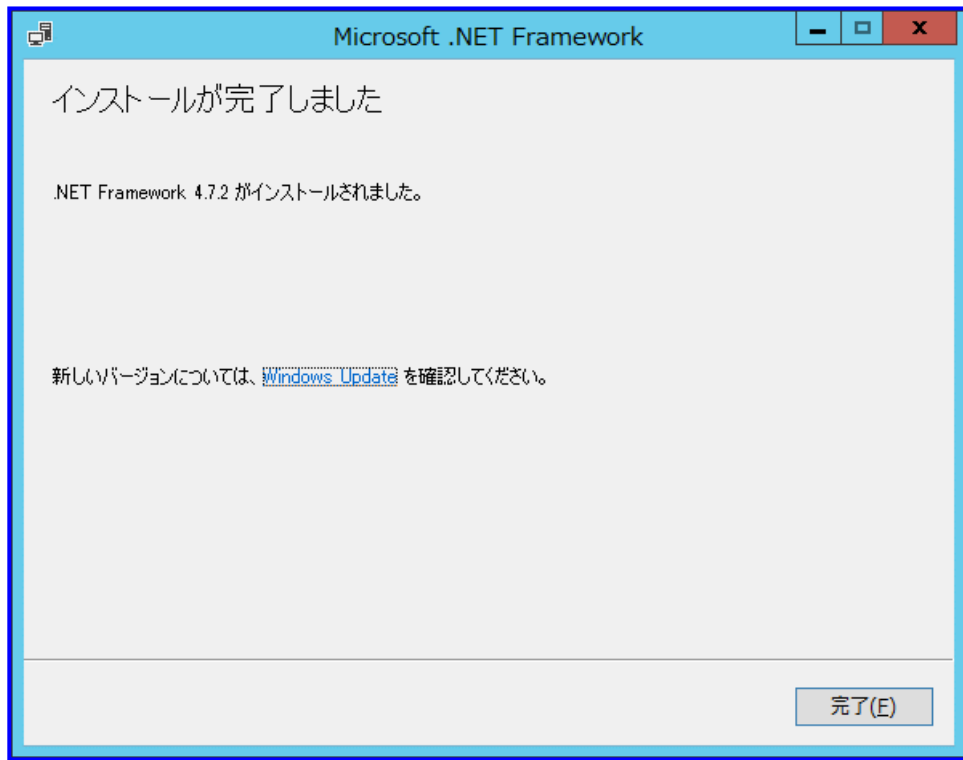 Microsoft .NET Framework
インストールが完了しました
.NET Framework 4.7.2 がインストールされました。
新しいバージョンについては、Windows Update を確認してください。
完了(F)